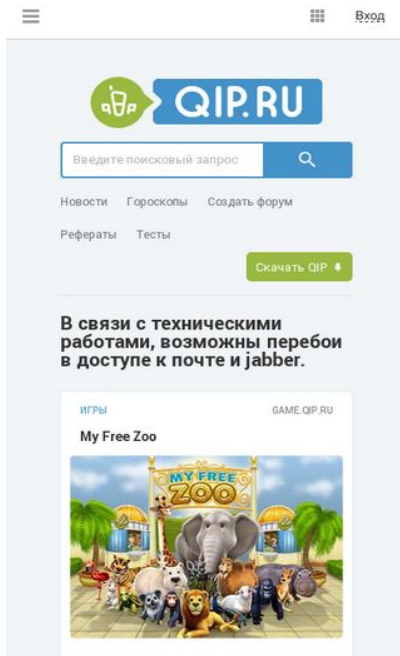 Вход
QIP.RU
Введите поисковый запрос
Новости Гороскопы Создать форум
Рефераты Тесты
Скачать QIP
В связи с техническими
работами, возможны перебои
в доступе к почте и jabber.
ИГРЫ GAME.QIP.RU
My Free Zoo
MY FREE
ZOO